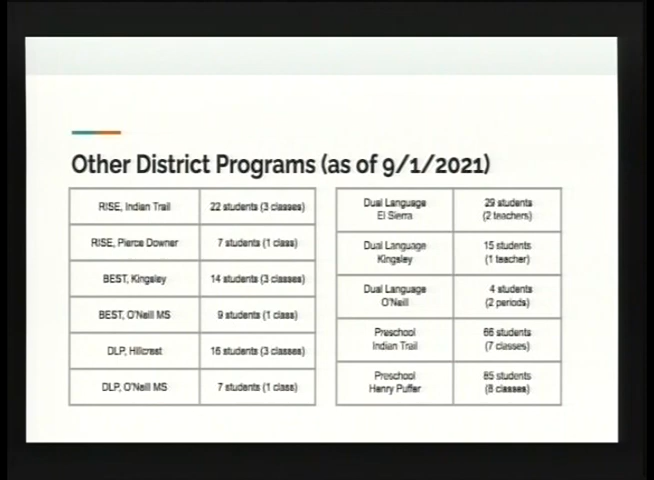 Other District Programs (as of 9/1/2021)
RISE, Indian Trail 22 students (3 classes)
RISE, Pierce Downer 7 students (1 class)
BEST, Kingsley 14 students (3 classes)
BEST, O'Neill MS 9 students (1 class)
DLP, Hillcrest 16 students (3 classes)
DLP, O'Neill MS 7 students (1 class)
Dual Language 29 students
El Sierra (2 teachers)
Dual Language 15 students
Kingsley (1 teacher)
Dual Language 4 students
O'Neill (2 periods)
Preschool 66 students
Indian Trail (7 classes)
Preschool 85 students
Henry Puffer (8 classes)